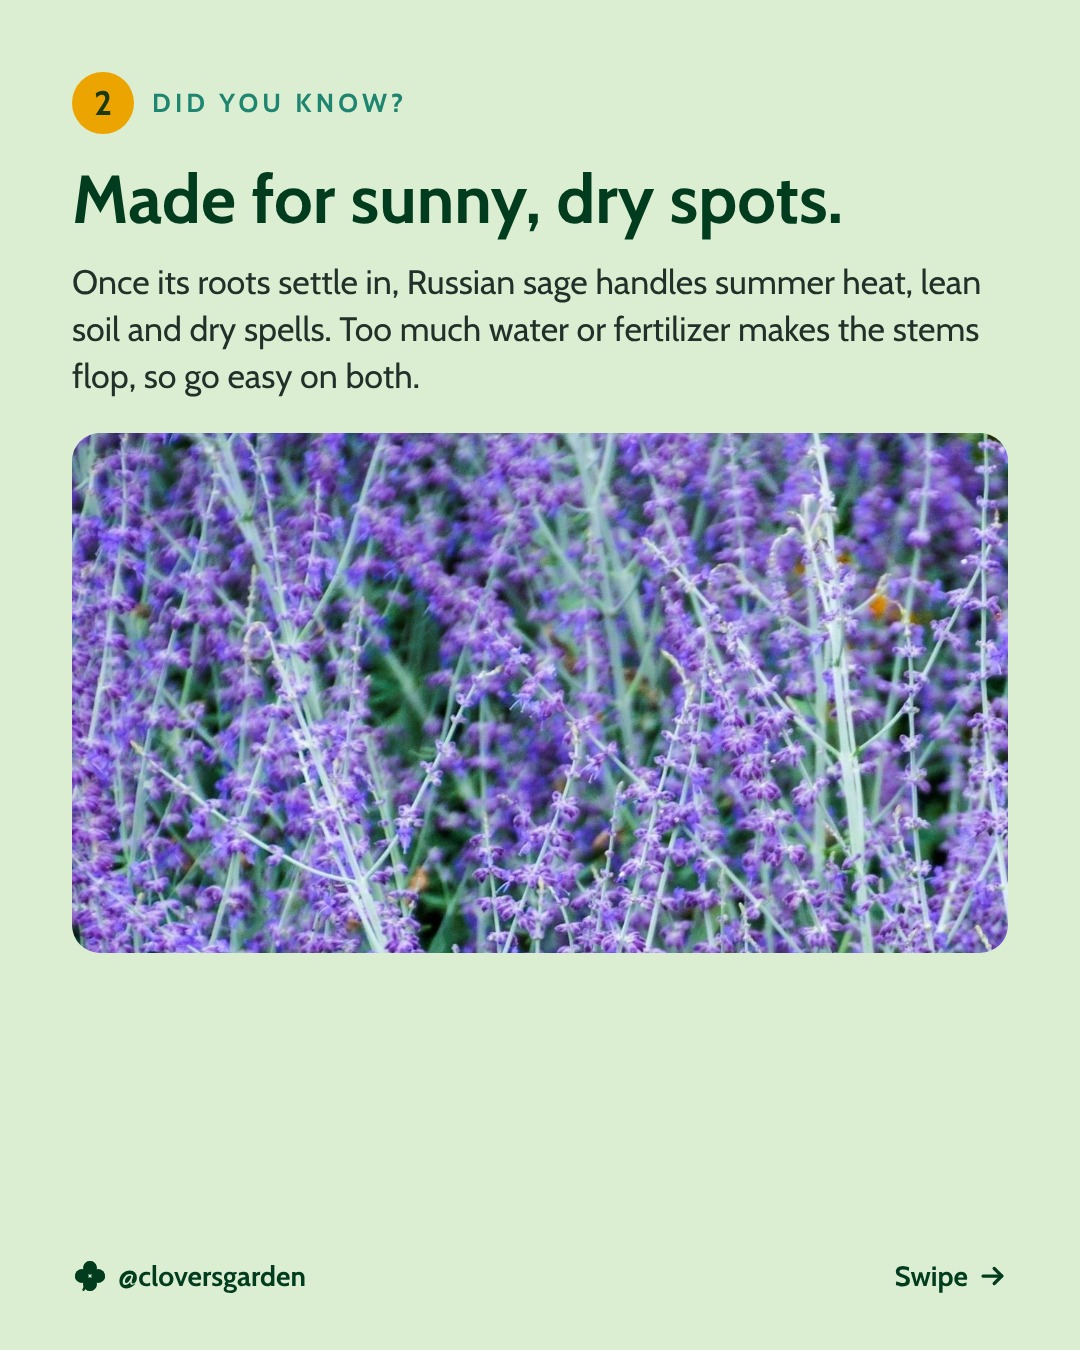 2 DID YOU KNOW?
Made for sunny, dry spots.
Once its roots settle in, Russian sage handles summer heat, lean
soil and dry spells. Too much water or fertilizer makes the stems
flop, so go easy on both.
@cloversgarden
Swipe →